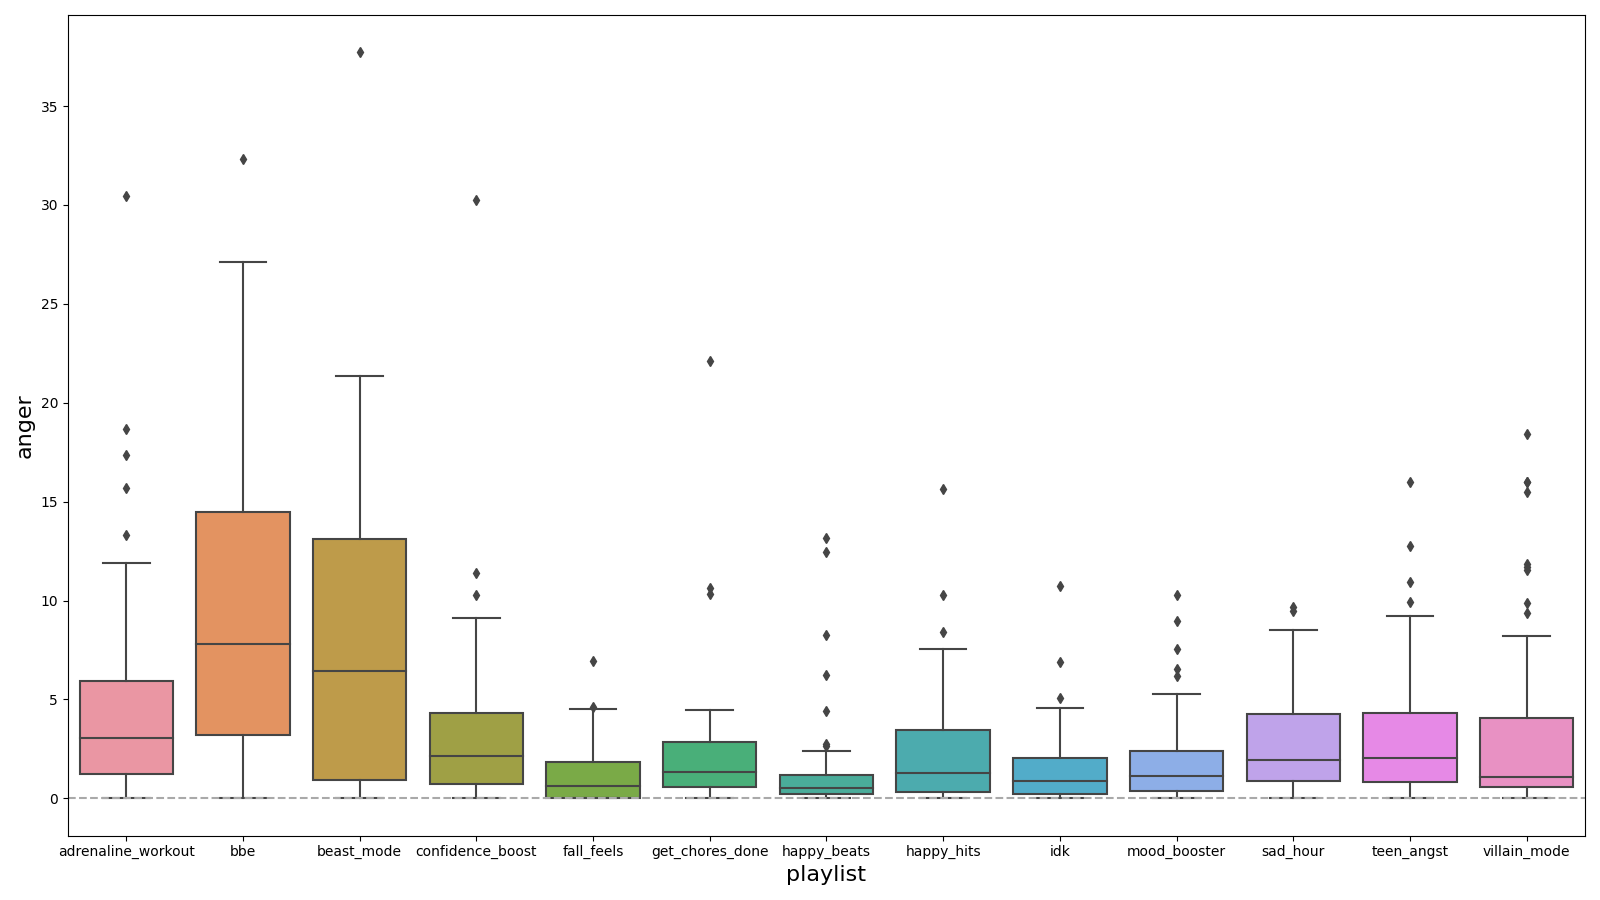 anger
35
30
25
20
15
10
5
0
adrenaline_workout bbe beast_mode confidence_boost fall_feels get_chores_done happy_beats happy_hits idk mood_booster sad_hour teen_angst villain_mode
playlist